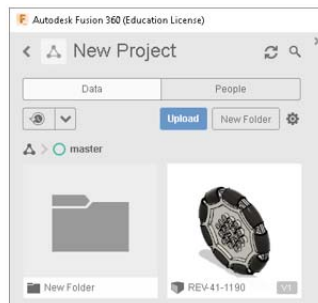 Autodesk Fusion 360 (Education License)
New Project
Data People
Upload New Folder
master
New Folder REV-41-1190 V1